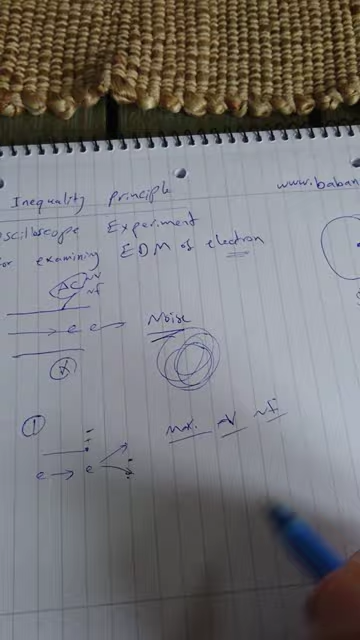 Inequality principle
www.baban
oscilloscope Experiment
for examining EDM of electron
AC ~V
~f
e e Noise
①
max. ~V ~f
e e